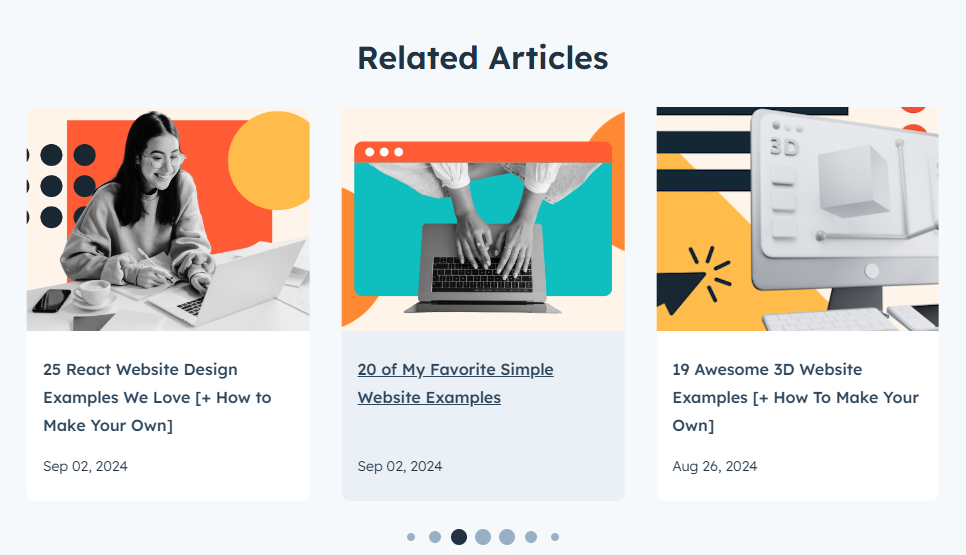 Related Articles
3D
25 React Website Design
Examples We Love [+ How to
Make Your Own]
Sep 02, 2024
20 of My Favorite Simple
Website Examples
Sep 02, 2024
19 Awesome 3D Website
Examples [+ How To Make Your
Own]
Aug 26, 2024